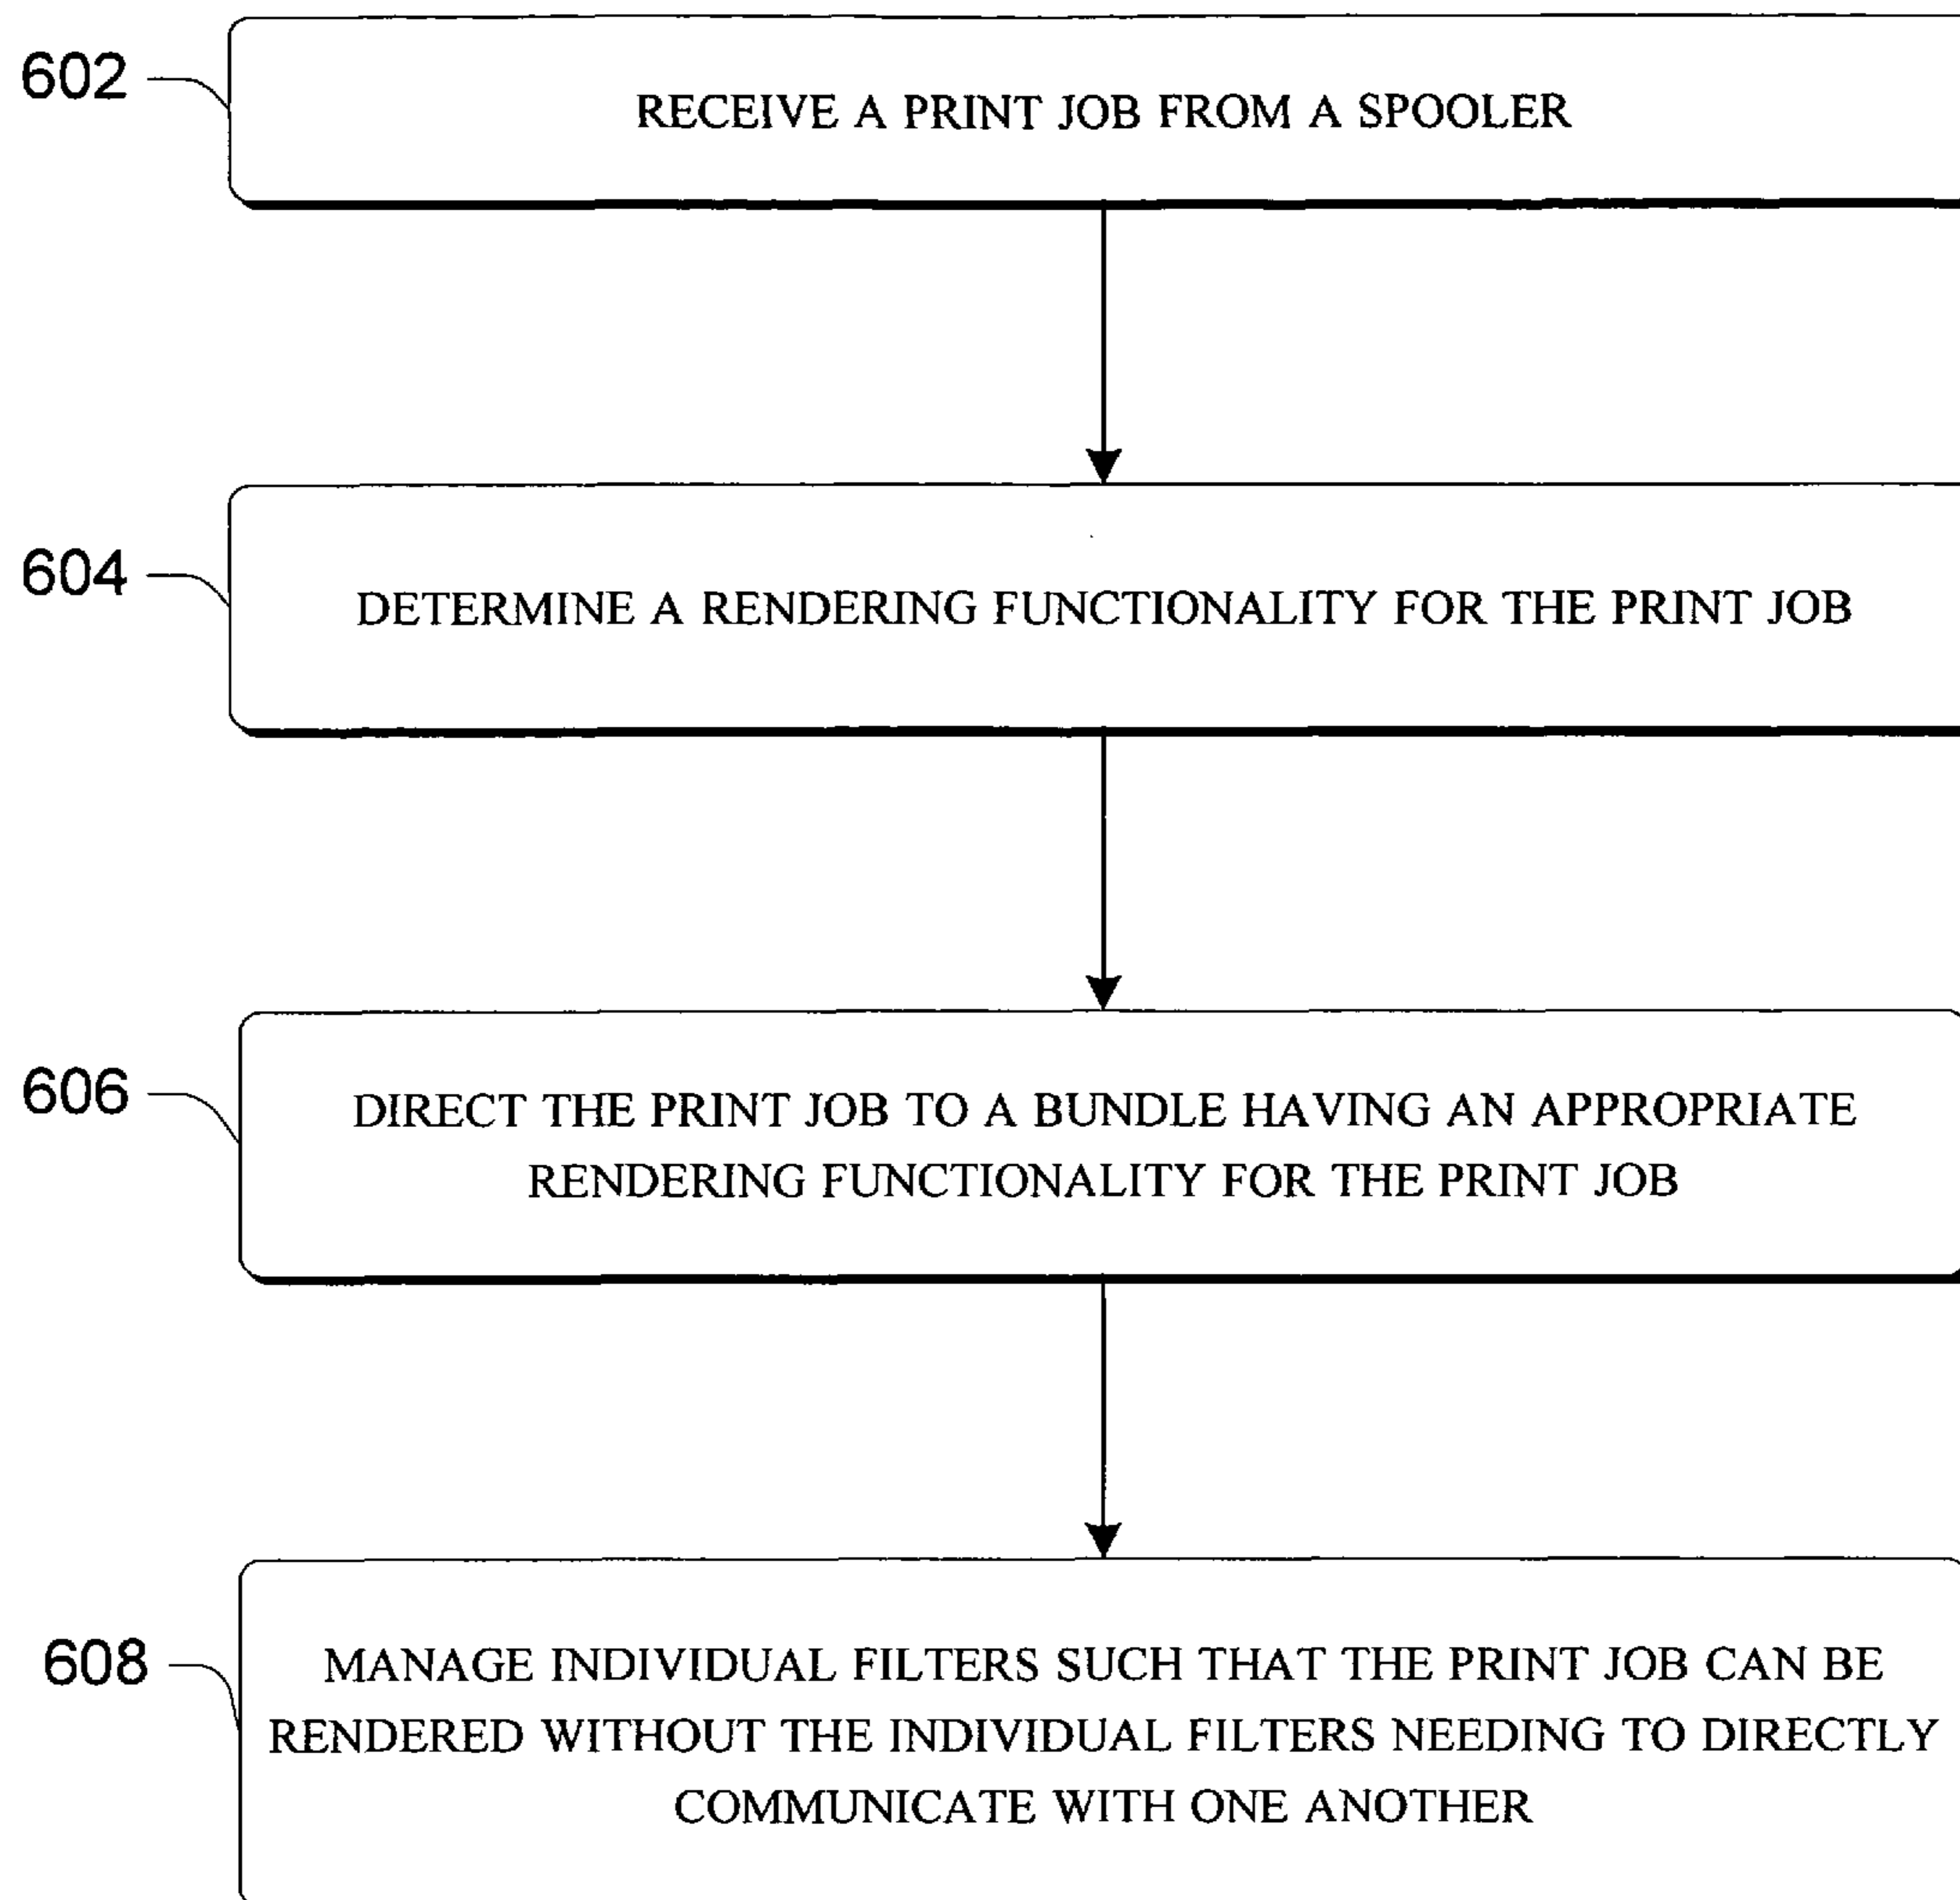 602
RECEIVE A PRINT JOB FROM A SPOOLER
604
DETERMINE A RENDERING FUNCTIONALITY FOR THE PRINT JOB
606
DIRECT THE PRINT JOB TO A BUNDLE HAVING AN APPROPRIATE
RENDERING FUNCTIONALITY FOR THE PRINT JOB
608
MANAGE INDIVIDUAL FILTERS SUCH THAT THE PRINT JOB CAN BE
RENDERED WITHOUT THE INDIVIDUAL FILTERS NEEDING TO DIRECTLY
COMMUNICATE WITH ONE ANOTHER